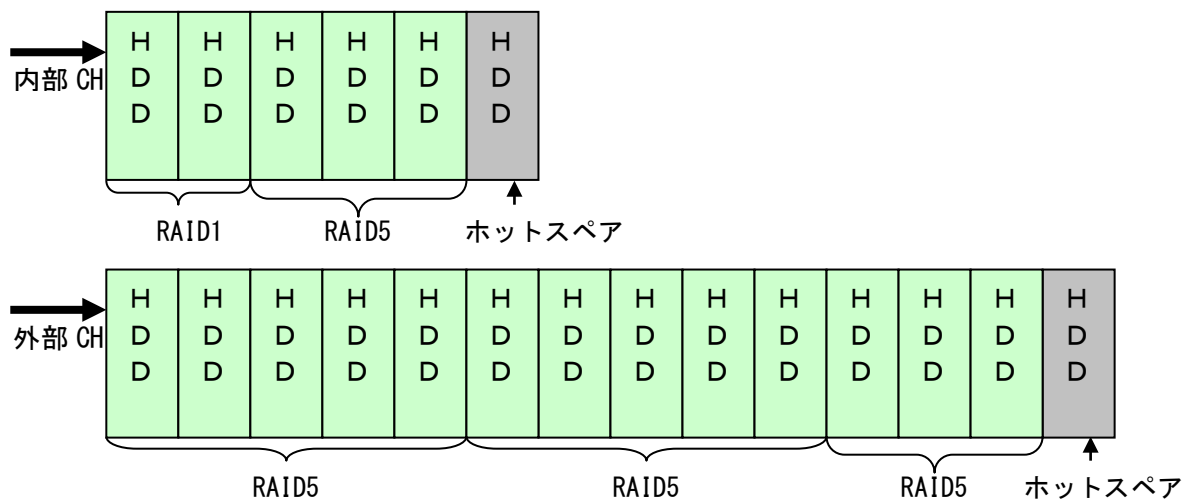 H H H H H H
内部 CH D D D D D D
D D D D D D
RAID1 RAID5 ホットスペア
H H H H H H H H H H H H H H
外部 CH D D D D D D D D D D D D D D
D D D D D D D D D D D D D D
RAID5 RAID5 RAID5 ホットスペア